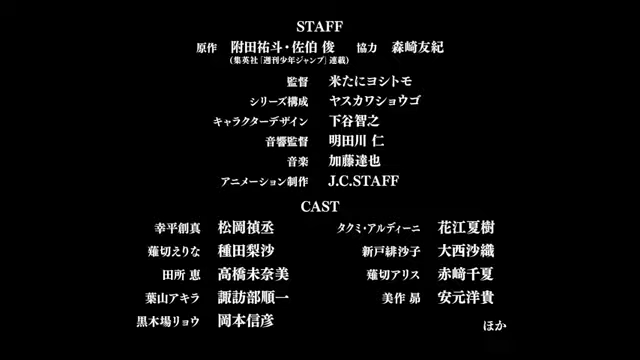 STAFF
原作 附田祐斗・佐伯 俊 協力 森崎友紀
(集英社「週刊少年ジャンプ」連載)
監督 米たにヨシトモ
シリーズ構成 ヤスカワショウゴ
キャラクターデザイン 下谷智之
音響監督 明田川 仁
音楽 加藤達也
アニメーション制作 J.C.STAFF
CAST
幸平創真 松岡禎丞 タクミ・アルディーニ 花江夏樹
薙切えりな 種田梨沙 新戸緋沙子 大西沙織
田所 恵 高橋未奈美 薙切アリス 赤﨑千夏
葉山アキラ 諏訪部順一 美作 昴 安元洋貴
黒木場リョウ 岡本信彦 ほか